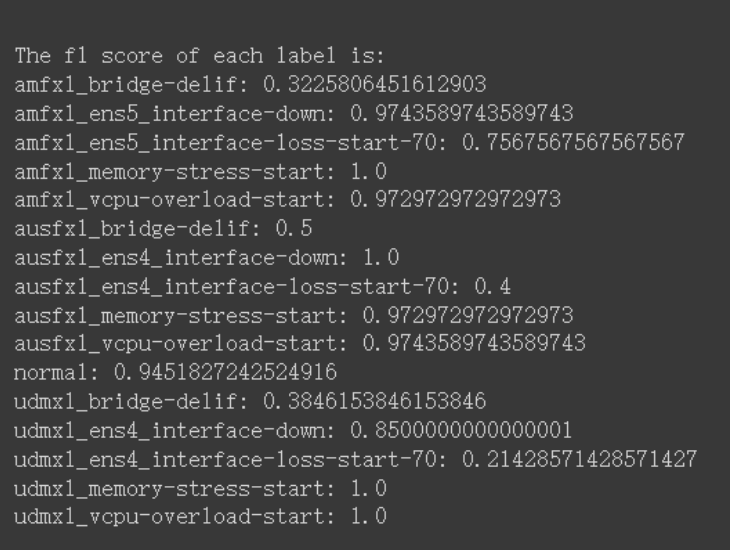 The f1 score of each label is:
amfx1_bridge-delif: 0.3225806451612903
amfx1_ens5_interface-down: 0.9743589743589743
amfx1_ens5_interface-loss-start-70: 0.7567567567567567
amfx1_memory-stress-start: 1.0
amfx1_vcpu-overload-start: 0.972972972972973
ausfx1_bridge-delif: 0.5
ausfx1_ens4_interface-down: 1.0
ausfx1_ens4_interface-loss-start-70: 0.4
ausfx1_memory-stress-start: 0.972972972972973
ausfx1_vcpu-overload-start: 0.9743589743589743
normal: 0.9451827242524916
udmx1_bridge-delif: 0.3846153846153846
udmx1_ens4_interface-down: 0.8500000000000001
udmx1_ens4_interface-loss-start-70: 0.21428571428571427
udmx1_memory-stress-start: 1.0
udmx1_vcpu-overload-start: 1.0